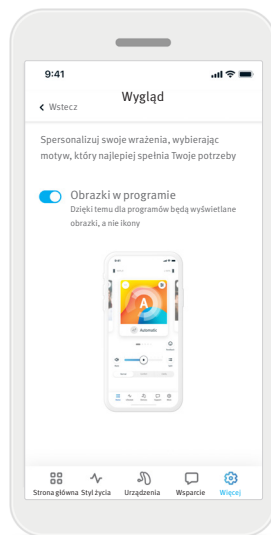 9:41
Wstecz
Wygląd
Spersonalizuj swoje wrażenia, wybierając
motyw, który najlepiej spełnia Twoje potrzeby
Obrazki w programie
Dzięki temu dla programów będą wyświetlane
obrazki, a nie ikony
A
Automatic
Strona główna Styl życia Urządzenia Wsparcie Więcej